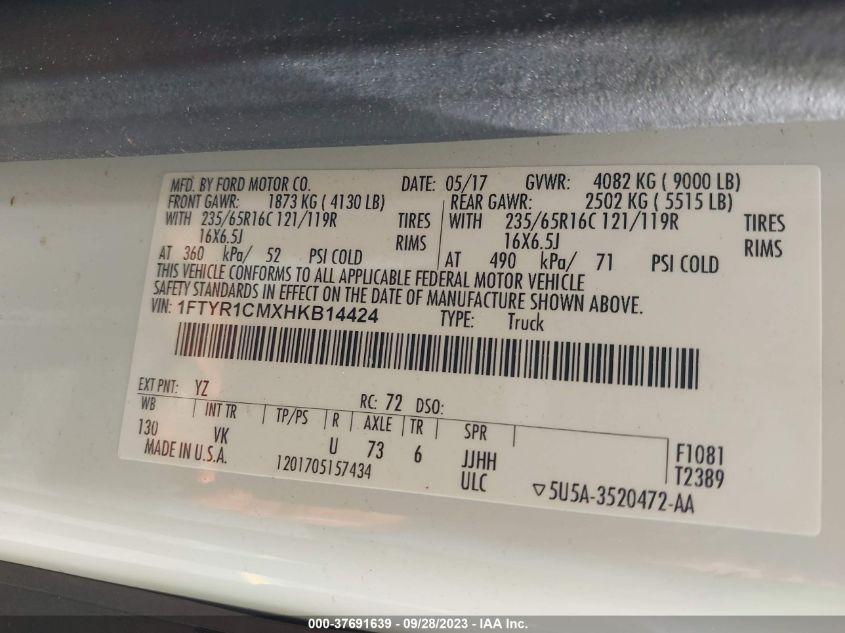 MFD. BY FORD MOTOR CO. DATE: 05/17 GVWR: 4082 KG ( 9000 LB)
FRONT GAWR: 1873 KG ( 4130 LB) REAR GAWR: 2502 KG ( 5515 LB)
WITH 235/65R16C 121/119R TIRES WITH 235/65R16C 121/119R TIRES
16X6.5J RIMS 16X6.5J RIMS
AT 360 kPa/ 52 PSI COLD AT 490 kPa/ 71 PSI COLD
THIS VEHICLE CONFORMS TO ALL APPLICABLE FEDERAL MOTOR VEHICLE
SAFETY STANDARDS IN EFFECT ON THE DATE OF MANUFACTURE SHOWN ABOVE.
VIN: 1FTYR1CMXHKB14424 TYPE: Truck
EXT PNT: YZ RC: 72 DSO:
WB INT TR TP/PS R AXLE TR SPR
130 VK U 73 6 JJHH F1081
MADE IN U.S.A. 1201705157434 ULC T2389
▽5U5A-3520472-AA
000-37691639 - 09/28/2023 - IAA Inc.